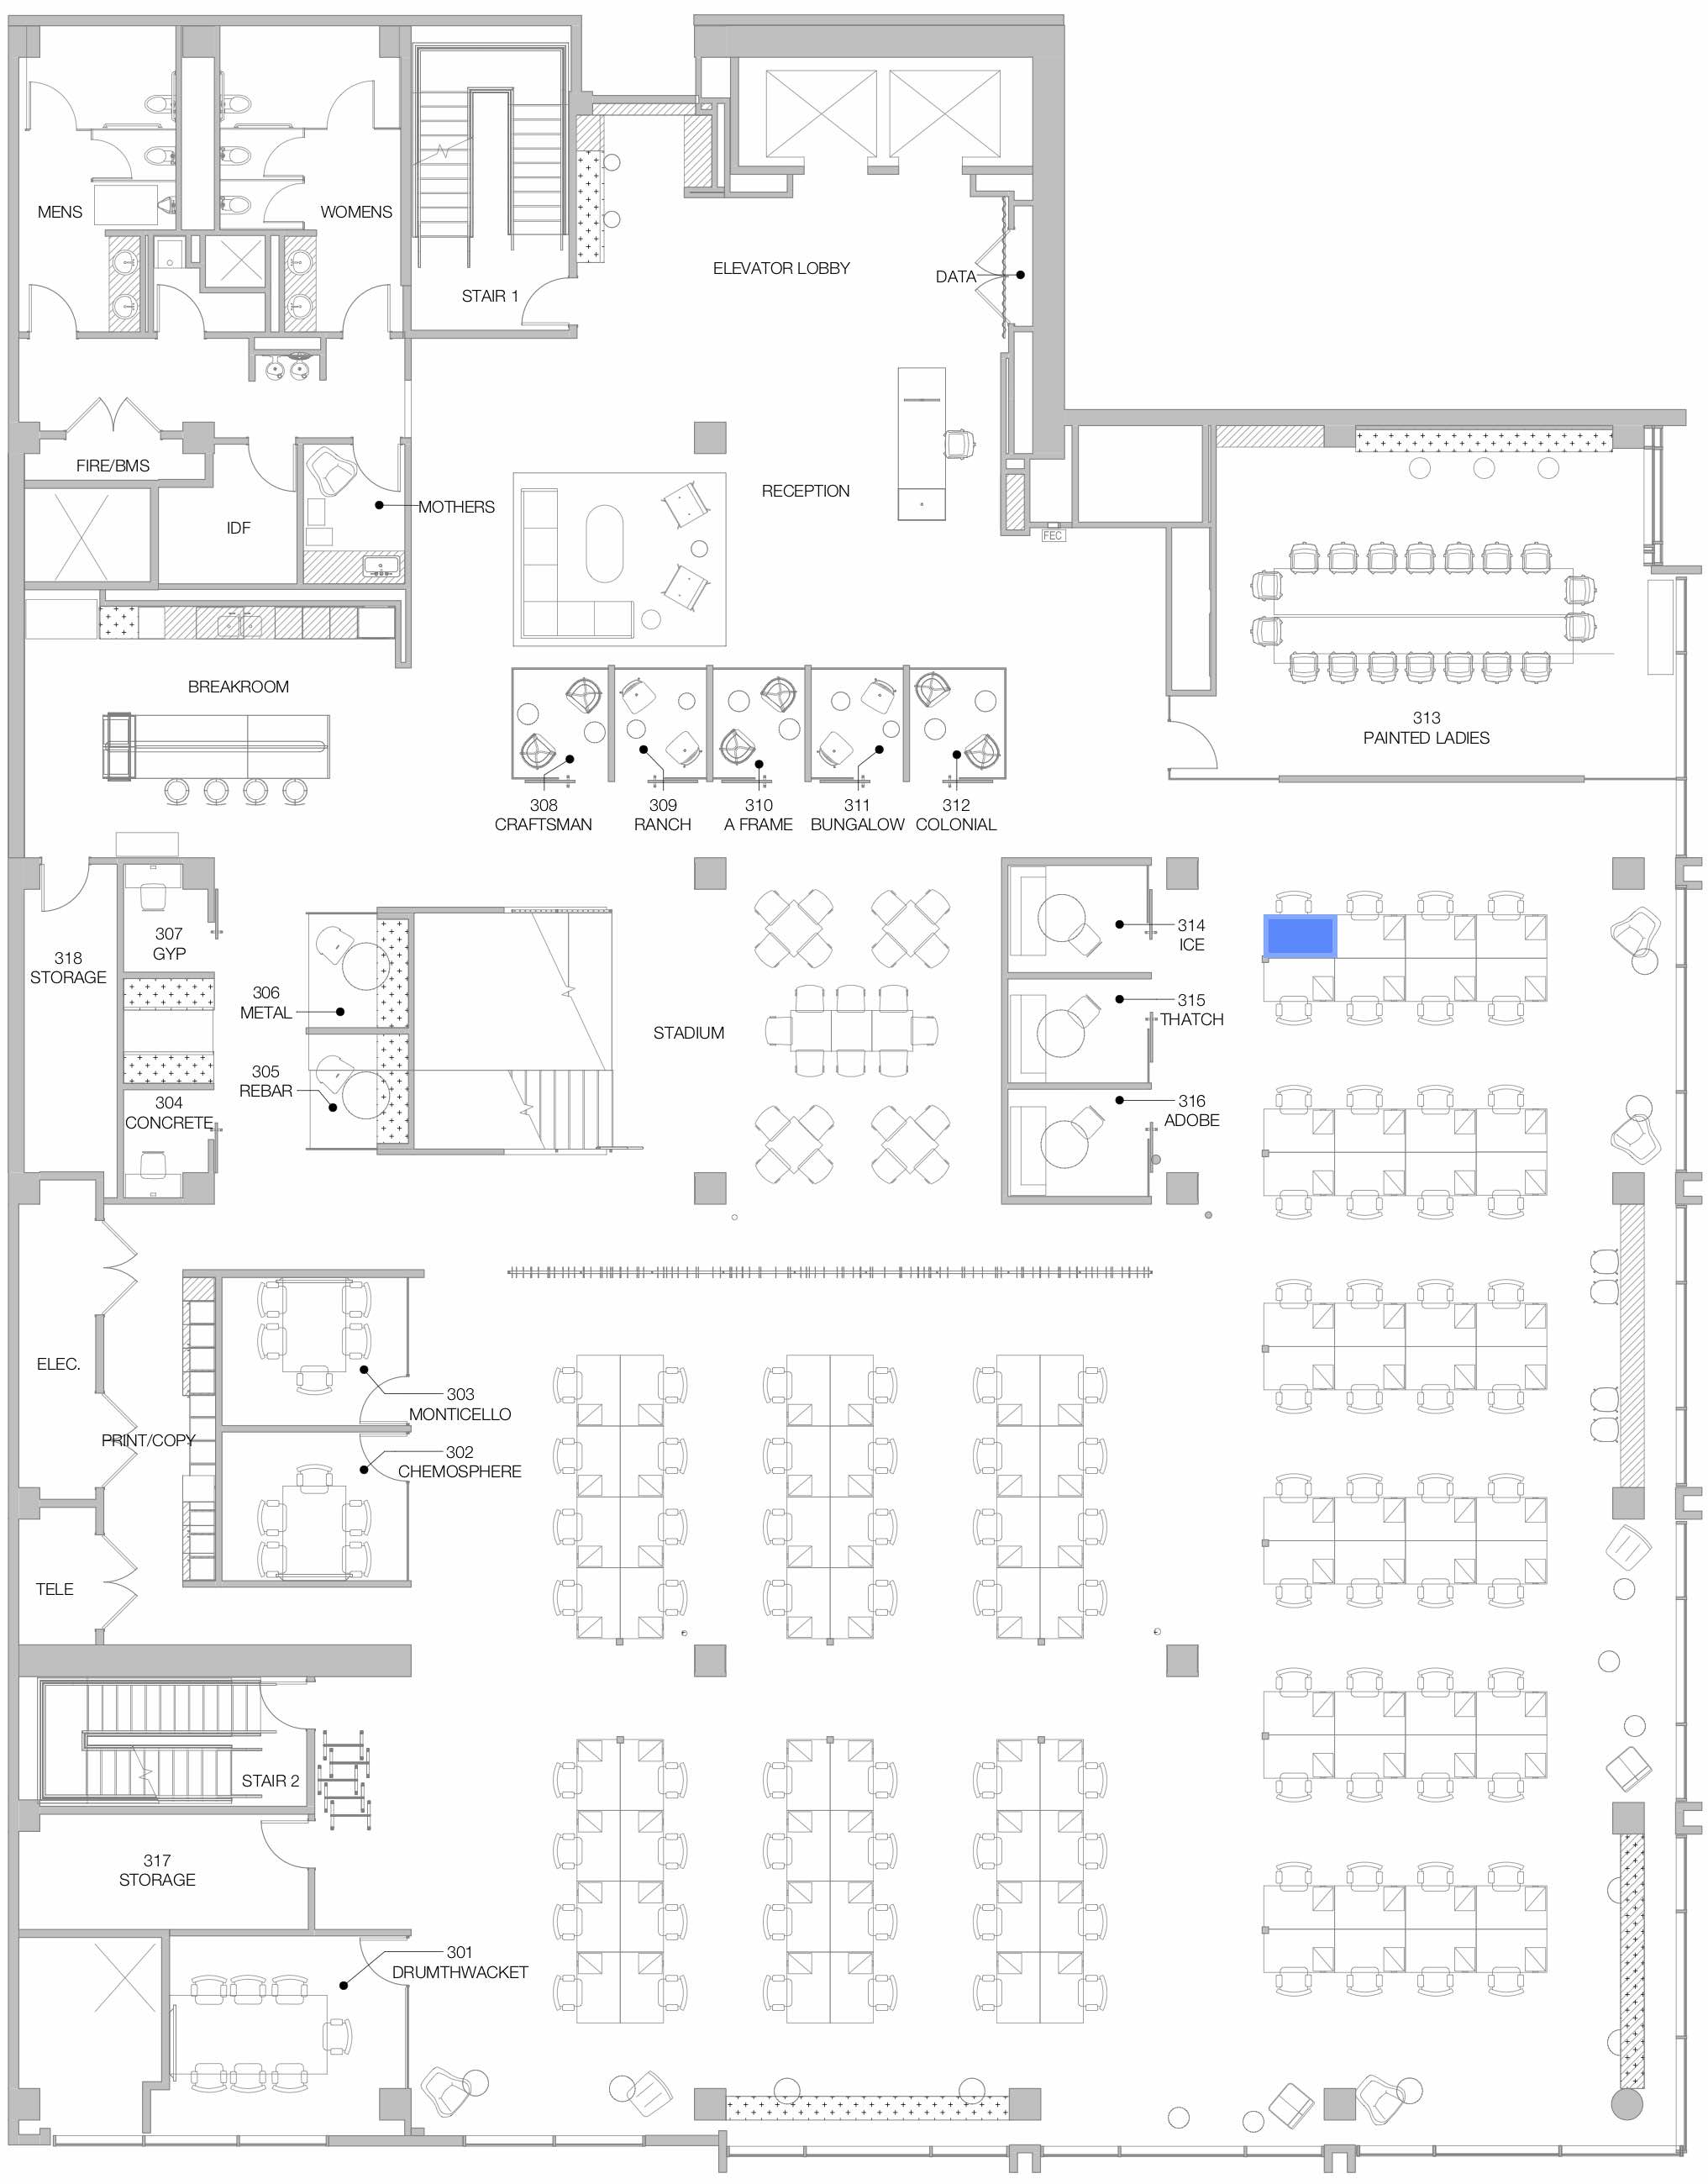 MENS
WOMENS
STAIR 1
ELEVATOR LOBBY
DATA
FIRE/BMS
IDF
MOTHERS
RECEPTION
FEC
BREAKROOM
313
PAINTED LADIES
308
CRAFTSMAN
309
RANCH
310
A FRAME
311
BUNGALOW
312
COLONIAL
318
STORAGE
307
GYP
306
METAL
305
REBAR
304
CONCRETE
STADIUM
314
ICE
315
THATCH
316
ADOBE
ELEC.
PRINT/COPY
303
MONTICELLO
302
CHEMOSPHERE
TELE
STAIR 2
317
STORAGE
301
DRUMTHWACKET